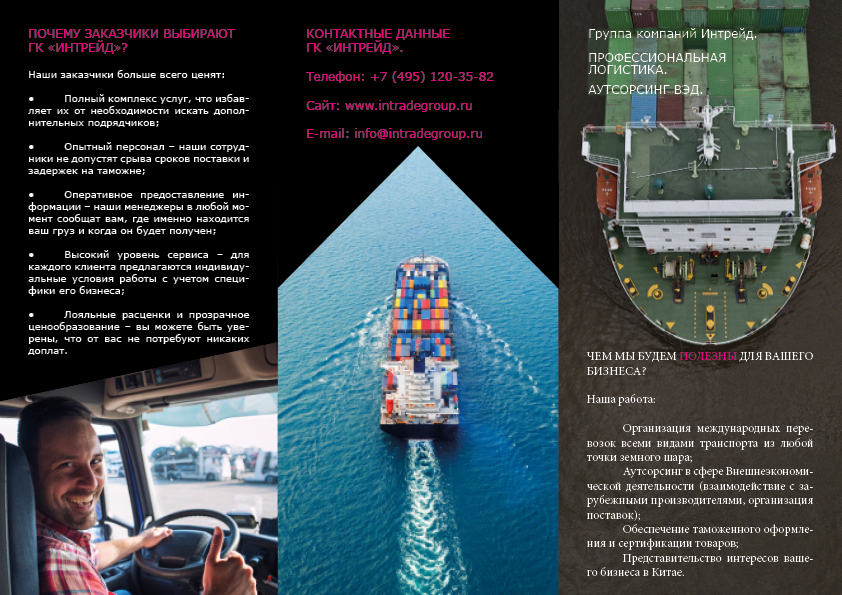 ПОЧЕМУ ЗАКАЗЧИКИ ВЫБИРАЮТ
ГК «ИНТРЕЙД»?
Наши заказчики больше всего ценят:
• Полный комплекс услуг, что избав-
ляет их от необходимости искать допол-
нительных подрядчиков;
• Опытный персонал – наши сотруд-
ники не допустят срыва сроков поставки и
задержек на таможне;
• Оперативное предоставление ин-
формации – наши менеджеры в любой мо-
мент сообщат вам, где именно находится
ваш груз и когда он будет получен;
• Высокий уровень сервиса – для
каждого клиента предлагаются индивиду-
альные условия работы с учетом специ-
фики его бизнеса;
• Лояльные расценки и прозрачное
ценообразование – вы можете быть уве-
рены, что от вас не потребуют никаких
доплат.
КОНТАКТНЫЕ ДАННЫЕ
ГК «ИНТРЕЙД».
Телефон: +7 (495) 120-35-82
Сайт: www.intradegroup.ru
E-mail: info@intradegroup.ru
Группа компаний Интрейд.
ПРОФЕССИОНАЛЬНАЯ
ЛОГИСТИКА.
АУТСОРСИНГ ВЭД.
ЧЕМ МЫ БУДЕМ ПОЛЕЗНЫ ДЛЯ ВАШЕГО
БИЗНЕСА?
Наша работа:
Организация международных пере-
возок всеми видами транспорта из любой
точки земного шара;
Аутсорсинг в сфере Внешнеэкономи-
ческой деятельности (взаимодействие с за-
рубежными производителями, организация
поставок);
Обеспечение таможенного оформле-
ния и сертификации товаров;
Представительство интересов ваше-
го бизнеса в Китае.